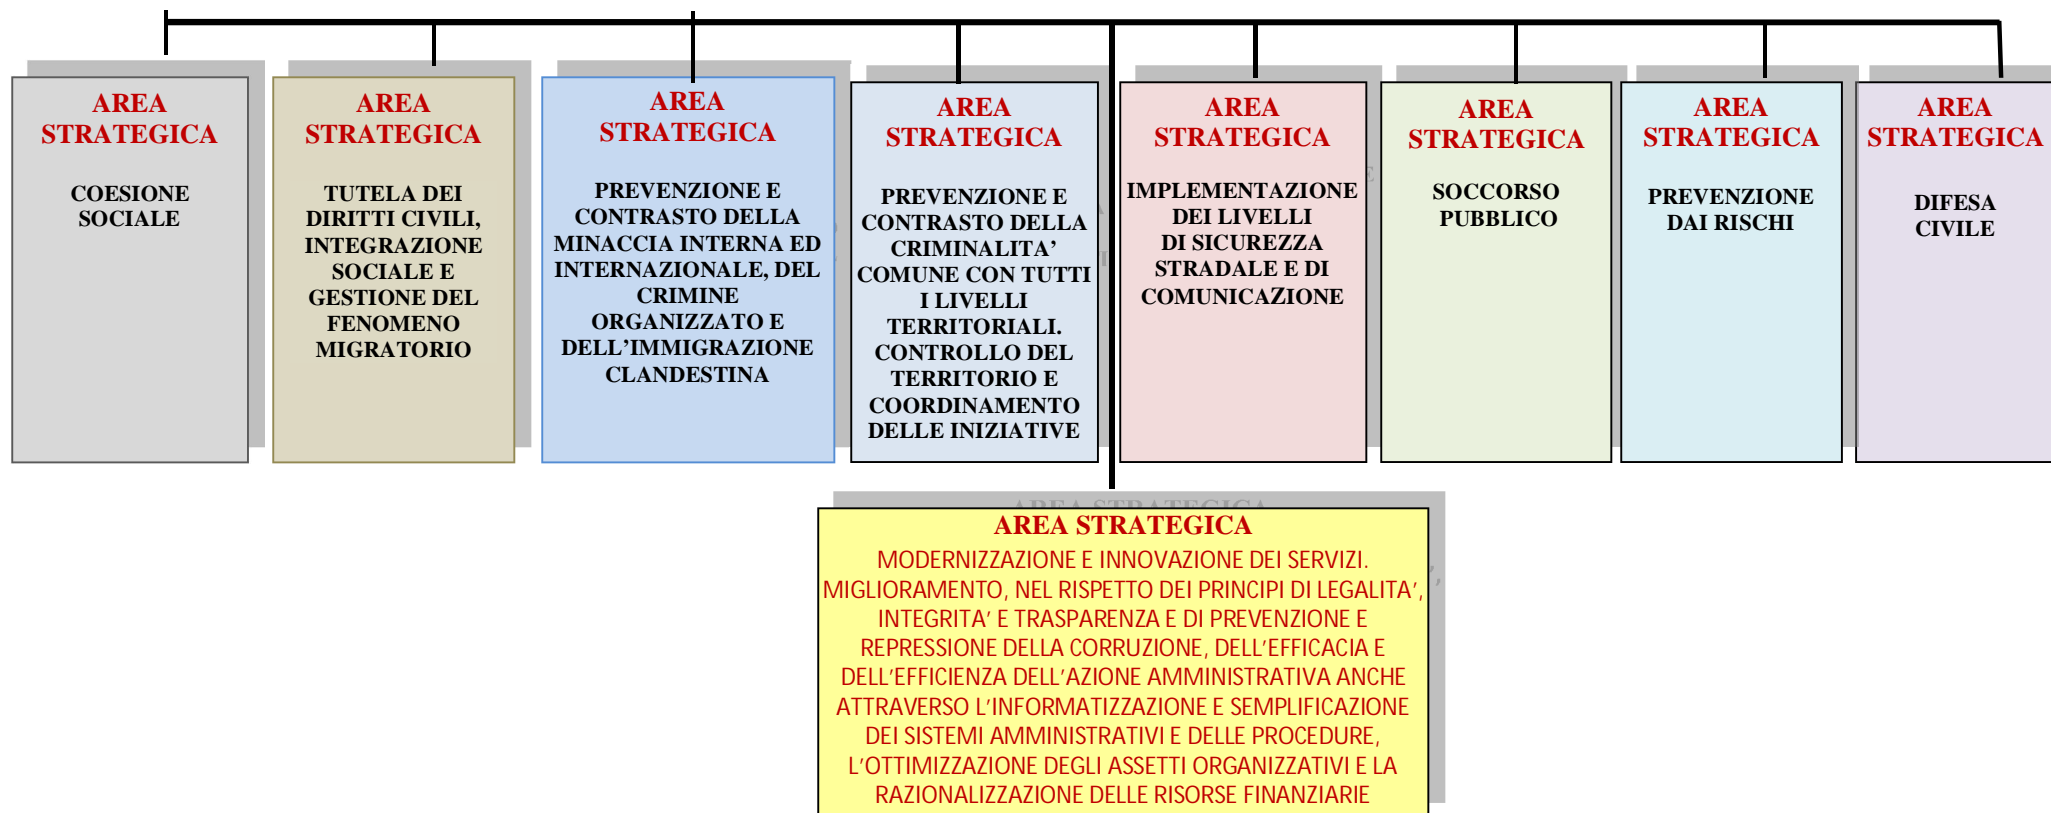 AREA
STRATEGICA
COESIONE
SOCIALE
AREA
STRATEGICA
TUTELA DEI
DIRITTI CIVILI,
INTEGRAZIONE
SOCIALE E
GESTIONE DEL
FENOMENO
MIGRATORIO
AREA
STRATEGICA
PREVENZIONE E
CONTRASTO DELLA
MINACCIA INTERNA ED
INTERNAZIONALE, DEL
CRIMINE
ORGANIZZATO E
DELL’IMMIGRAZIONE
CLANDESTINA
AREA
STRATEGICA
PREVENZIONE E
CONTRASTO DELLA
CRIMINALITA’
COMUNE CON TUTTI
I LIVELLI
TERRITORIALI.
CONTROLLO DEL
TERRITORIO E
COORDINAMENTO
DELLE INIZIATIVE
AREA
STRATEGICA
IMPLEMENTAZIONE
DEI LIVELLI
DI SICUREZZA
STRADALE E DI
COMUNICAZIONE
AREA
STRATEGICA
SOCCORSO
PUBBLICO
AREA
STRATEGICA
PREVENZIONE
DAI RISCHI
AREA
STRATEGICA
DIFESA
CIVILE
AREA STRATEGICA
MODERNIZZAZIONE E INNOVAZIONE DEI SERVIZI.
MIGLIORAMENTO, NEL RISPETTO DEI PRINCIPI DI LEGALITA’,
INTEGRITA’ E TRASPARENZA E DI PREVENZIONE E
REPRESSIONE DELLA CORRUZIONE, DELL’EFFICACIA E
DELL’EFFICIENZA DELL’AZIONE AMMINISTRATIVA ANCHE
ATTRAVERSO L’INFORMATIZZAZIONE E SEMPLIFICAZIONE
DEI SISTEMI AMMINISTRATIVI E DELLE PROCEDURE,
L’OTTIMIZZAZIONE DEGLI ASSETTI ORGANIZZATIVI E LA
RAZIONALIZZAZIONE DELLE RISORSE FINANZIARIE